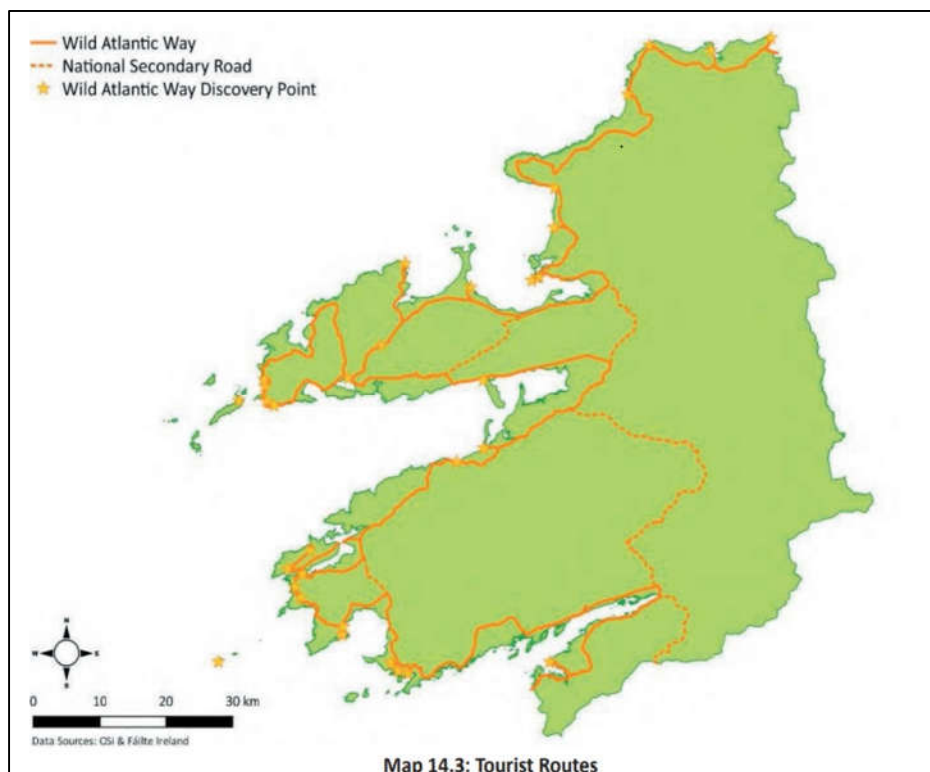 Wild Atlantic Way
National Secondary Road
Wild Atlantic Way Discovery Point
N
W E
S
0 10 20 30 km
Data Sources: OSi & Fáilte Ireland
Map 14.3: Tourist Routes